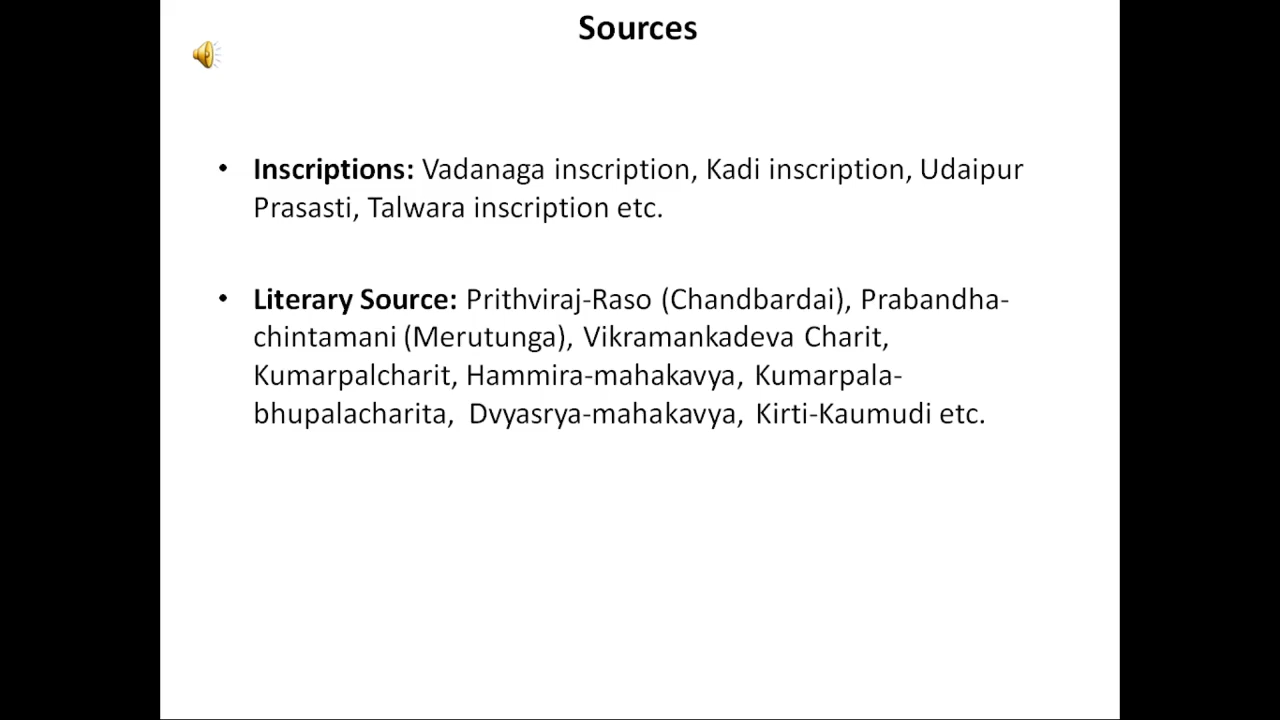 Sources
• Inscriptions: Vadanaga inscription, Kadi inscription, Udaipur
Prasasti, Talwara inscription etc.
• Literary Source: Prithviraj-Raso (Chandbardai), Prabandha-
chintamani (Merutunga), Vikramankadeva Charit,
Kumarpalcharit, Hammira-mahakavya, Kumarpala-
bhupalacharita, Dvyasrya-mahakavya, Kirti-Kaumudi etc.